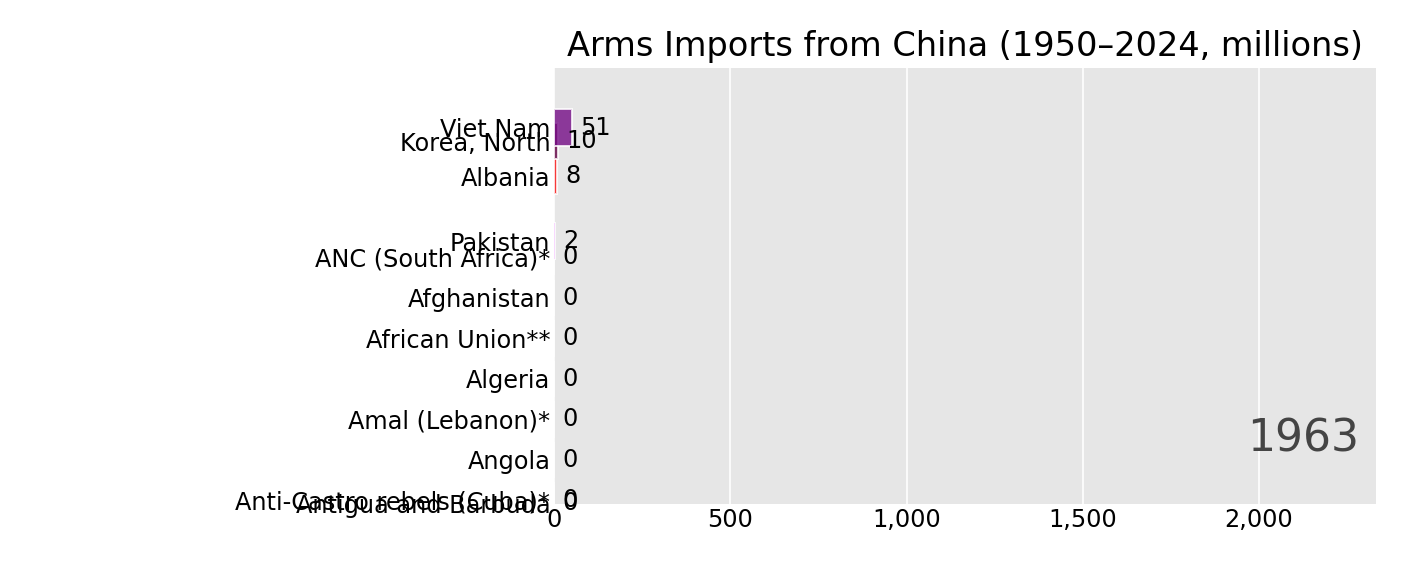 Arms Imports from China (1950–2024, millions)
Viet Nam 51
Korea, North 10
Albania 8
Pakistan 2
ANC (South Africa)* 0
Afghanistan 0
African Union** 0
Algeria 0
Amal (Lebanon)* 0
1963
Angola 0
Anti-Castro rebels (Cuba)* 0
Antigua and Barbuda 0
0 500 1,000 1,500 2,000